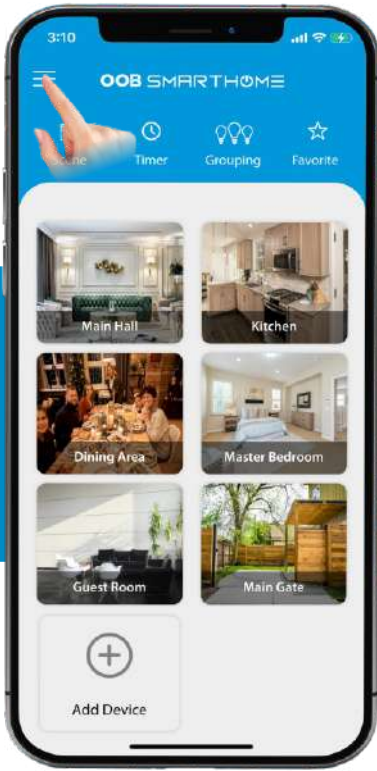 3:10
OOB SMARTHOME
Scene Timer Grouping Favorite
Main Hall Kitchen
Dining Area Master Bedroom
Guest Room Main Gate
Add Device